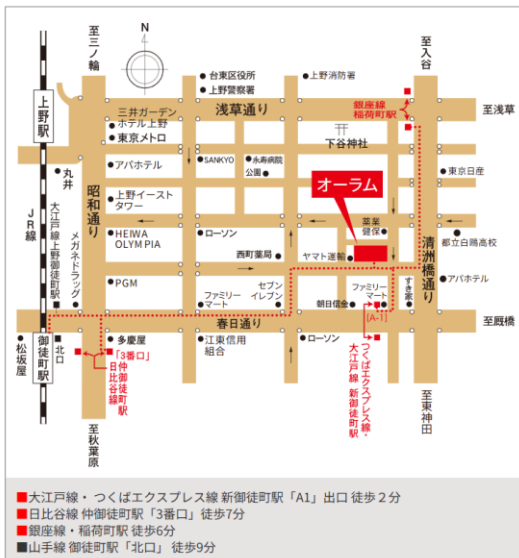 至三ノ輪
N
至入谷
台東区役所
上野警察署
上野消防署
銀座線
稲荷町駅
上野駅
三井ガーデン
ホテル上野
浅草通り
至浅草
東京メトロ
下谷神社
丸井
アパホテル
SANKYO
永寿病院
公園
東京日産
オーラム
JR線
大江戸線上野御徒町駅
メガネドラッグ
昭和通り
上野イースト
タワー
薬業
健保
清洲橋通り
HEIWA
OLYMPIA
ローソン
西町薬局
ヤマト運輸
都立白鴎高校
PGM
ファミリー
マート
セブン
イレブン
朝日信金
ファミリー
マート
[A-1]
すき家
アパホテル
春日通り
至厩橋
松坂屋
御徒町駅
北口
多慶屋
「3番口」
仲御徒町駅
日比谷線
江東信用
組合
ローソン
つくばエクスプレス線・
大江戸線 新御徒町駅
至秋葉原
至東神田
■大江戸線・ つくばエクスプレス線 新御徒町駅「A1」出口 徒歩２分
■日比谷線 仲御徒町駅「3番口」徒歩7分
■銀座線・稲荷町駅 徒歩6分
■山手線 御徒町駅「北口」 徒歩9分